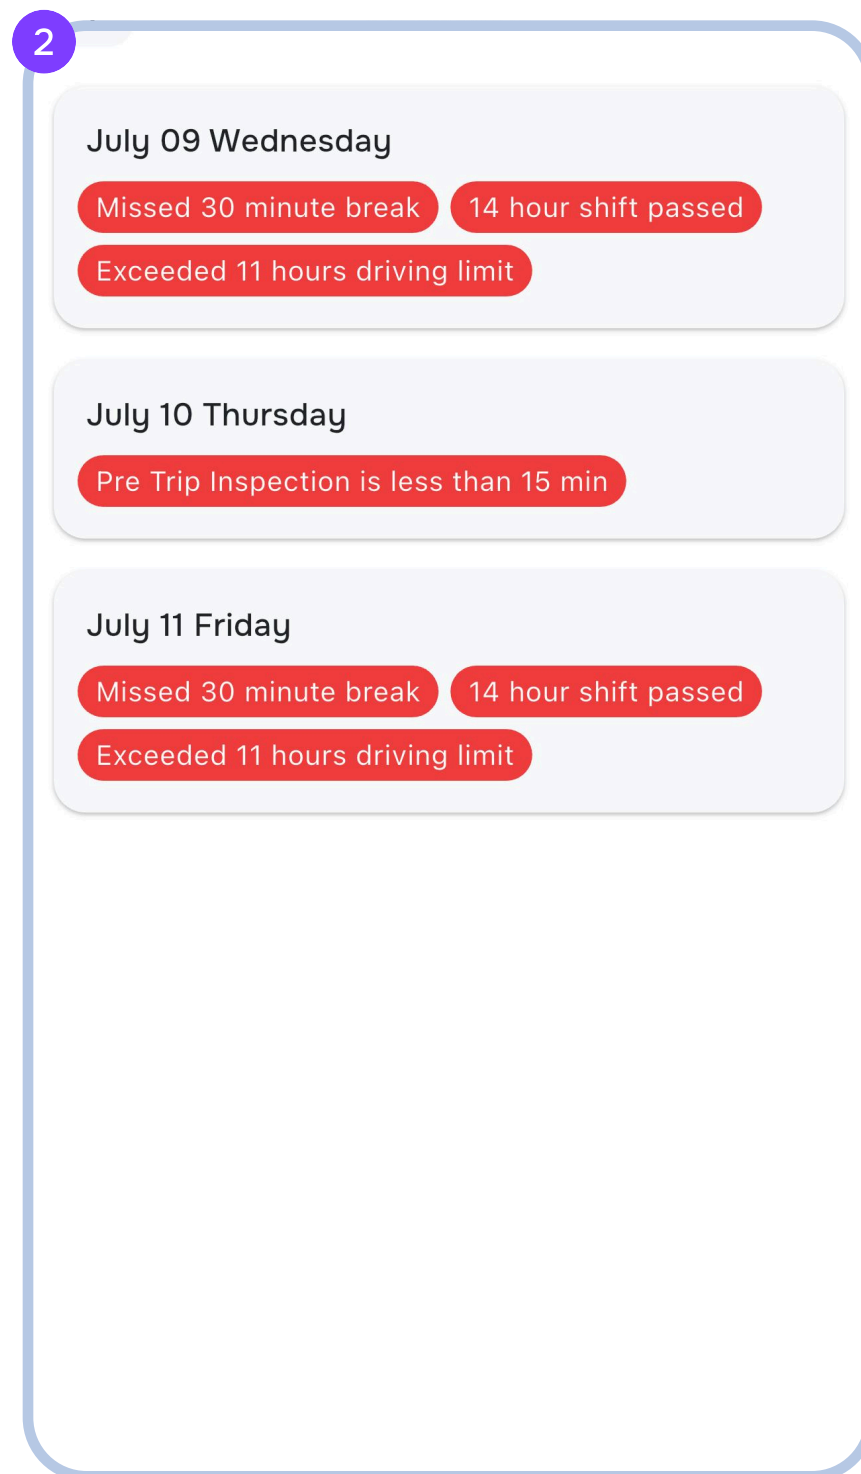 2
July 09 Wednesday
Missed 30 minute break 14 hour shift passed
Exceeded 11 hours driving limit
July 10 Thursday
Pre Trip Inspection is less than 15 min
July 11 Friday
Missed 30 minute break 14 hour shift passed
Exceeded 11 hours driving limit